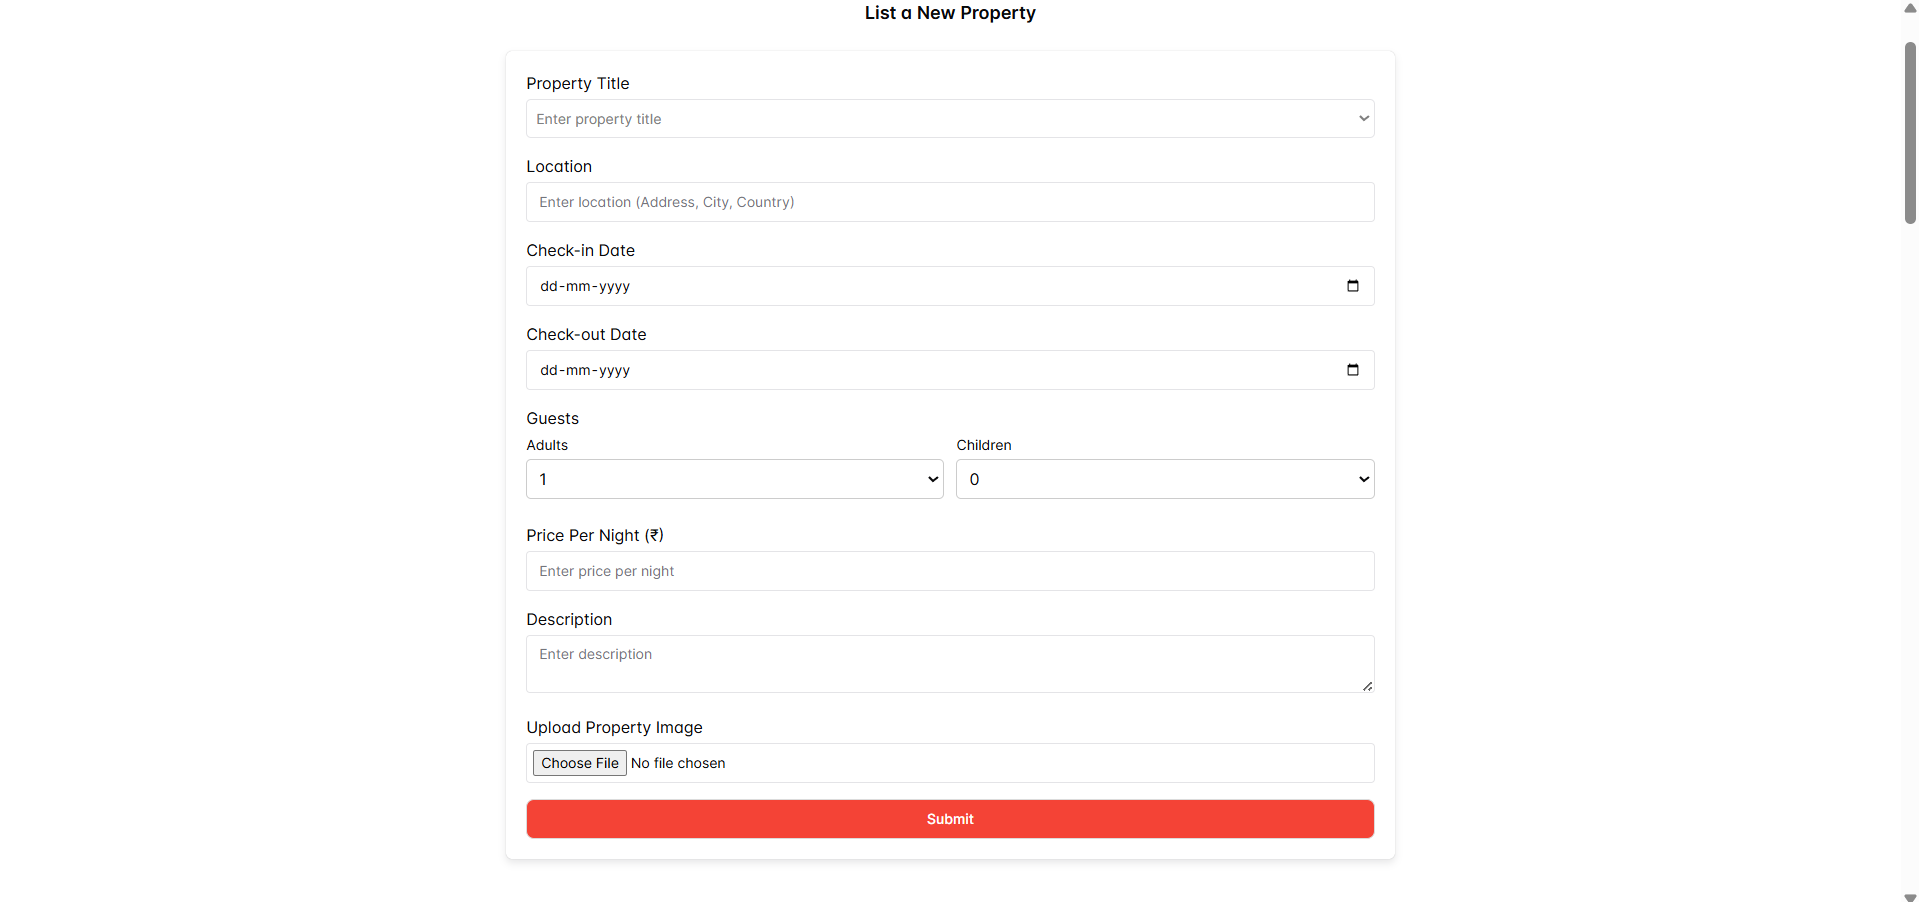 List a New Property
Property Title
Enter property title
Location
Enter location (Address, City, Country)
Check-in Date
dd-mm-yyyy
Check-out Date
dd-mm-yyyy
Guests
Adults
Children
1
0
Price Per Night (₹)
Enter price per night
Description
Enter description
Upload Property Image
Choose File No file chosen
Submit